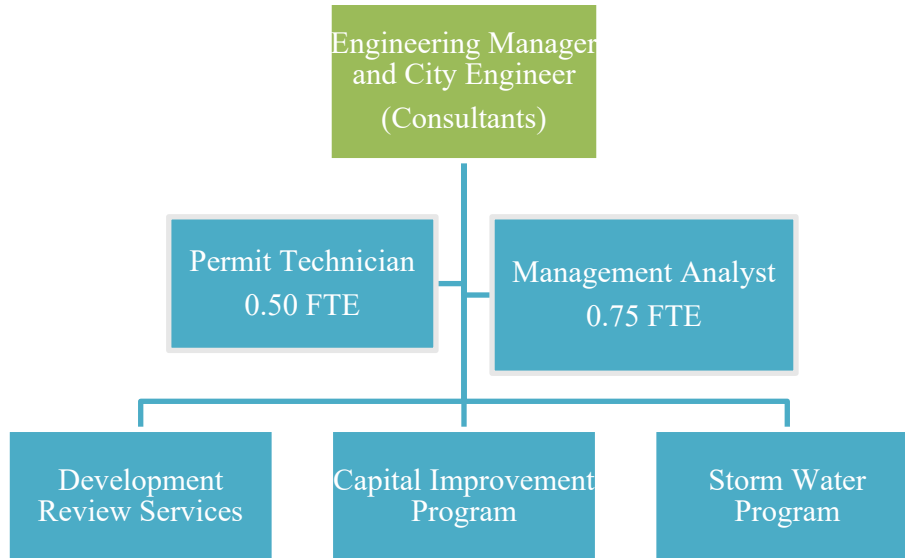 Engineering Manager
and City Engineer
(Consultants)
Permit Technician
0.50 FTE
Management Analyst
0.75 FTE
Development
Review Services
Capital Improvement
Program
Storm Water
Program